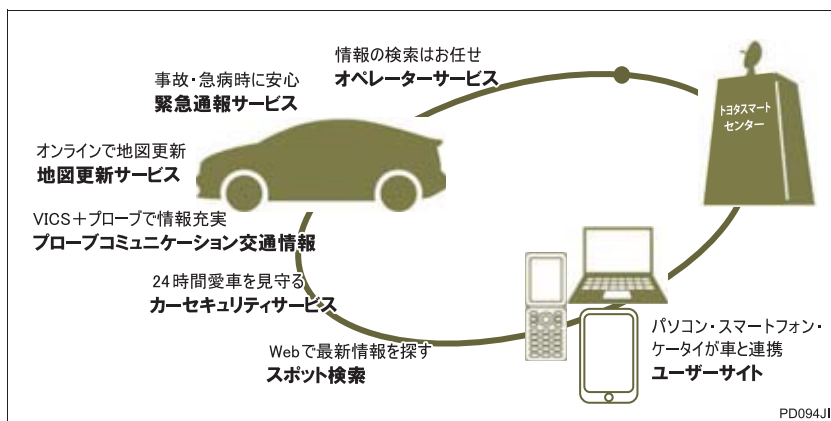 情報の検索はお任せ
オペレーターサービス
事故・急病時に安心
緊急通報サービス
トヨタスマート
センター
オンラインで地図更新
地図更新サービス
VICS＋プローブで情報充実
プローブコミュニケーション交通情報
24時間愛車を見守る
カーセキュリティサービス
Webで最新情報を探す
スポット検索
パソコン・スマートフォン・
ケータイが車と連携
ユーザーサイト
PD094JI